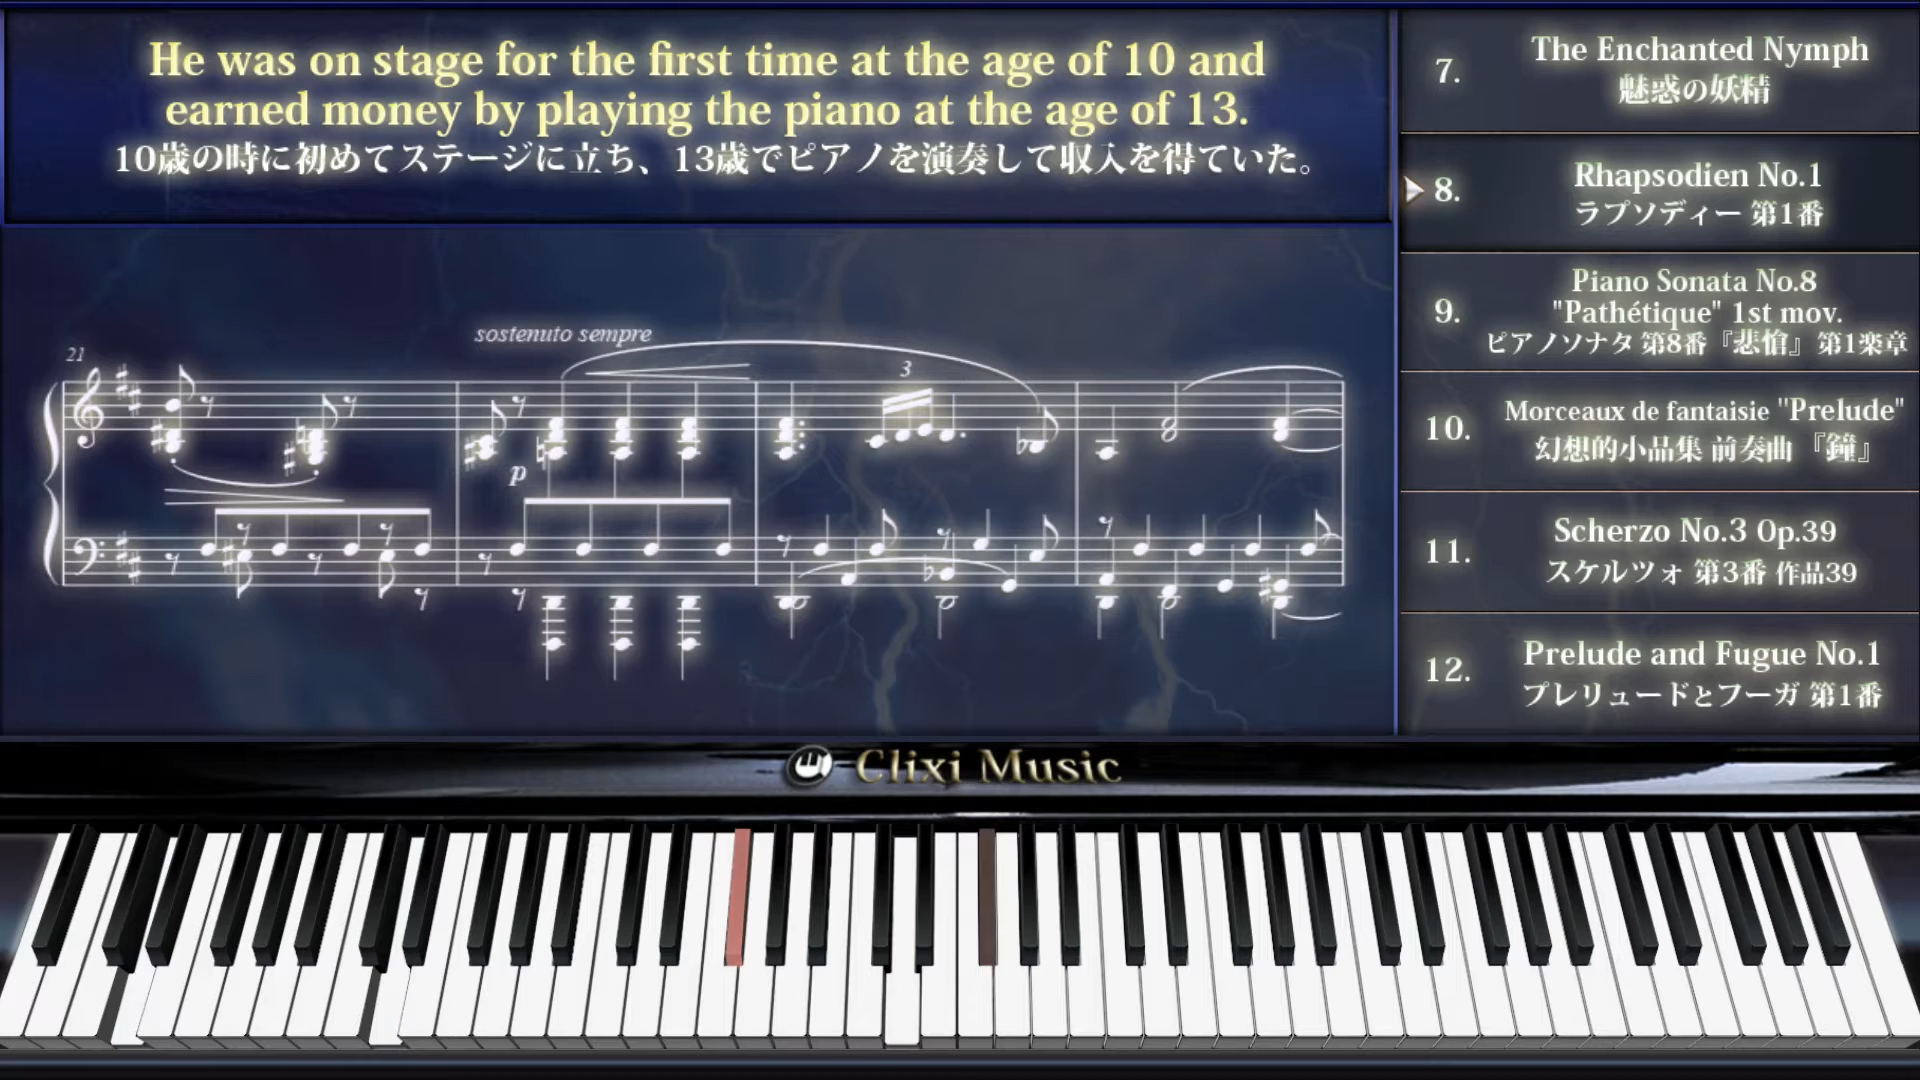 He was on stage for the first time at the age of 10 and
earned money by playing the piano at the age of 13.
10歳の時に初めてステージに立ち、13歳でピアノを演奏して収入を得ていた。
21
sostenuto sempre
3
p
7.
The Enchanted Nymph
魅惑の妖精
8.
Rhapsodien No.1
ラプソディー 第1番
9.
Piano Sonata No.8
"Pathétique" 1st mov.
ピアノソナタ 第8番『悲愴』第1楽章
10.
Morceaux de fantaisie "Prelude"
幻想的小品集 前奏曲『鐘』
11.
Scherzo No.3 Op.39
スケルツォ 第3番 作品39
12.
Prelude and Fugue No.1
プレリュードとフーガ 第1番
Clixi Music